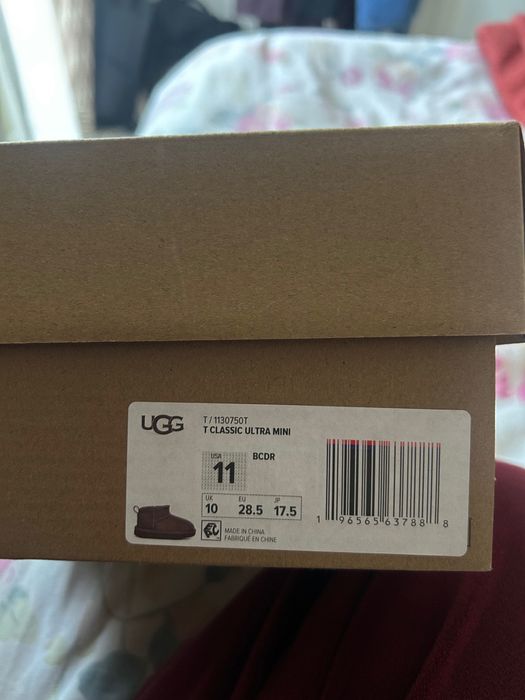 UGG
T / 1130750T
T CLASSIC ULTRA MINI
USA
11
BCDR
UK EU JP
10 28.5 17.5
MADE IN CHINA
FABRIQUÉ EN CHINE
1 96565 63788 8